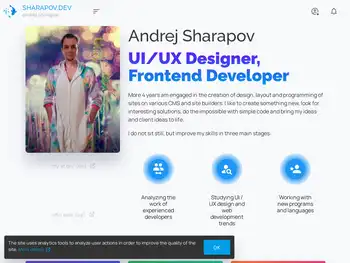 SHARAPOV.DEV
Andrej Sharapov
UI/UX Designer,
Frontend Developer
More 4 years am engaged in the creation of design, layout and programming of
sites on various CMS and site builders. I like to create something new, look for
interesting solutions, do the impossible with simple code and bring my ideas
and client ideas to life.
I do not sit still, but improve my skills in three main stages:
Analyzing the
work of
experienced
developers
Studying UI/
UX design and
web
development
trends
Working with
new programs
and languages
The site uses analytics tools to analyze user actions in order to improve the quality of the
site.
OK